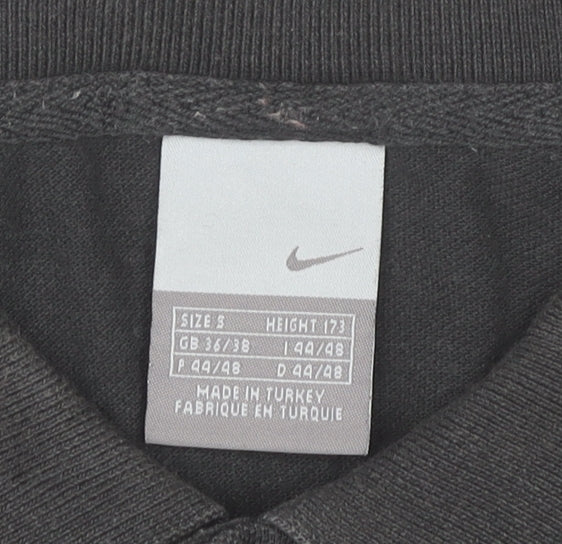 SIZE S HEIGHT 173
GB 36/38 I 44/48
P 44/48 D 44/48
MADE IN TURKEY
FABRIQUE EN TURQUIE